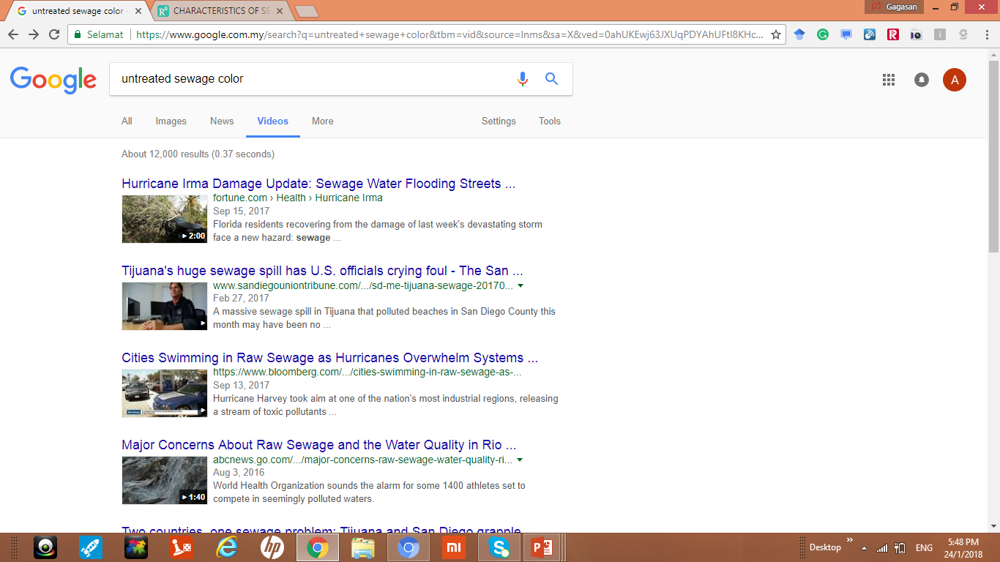 untreated sewage color -
CHARACTERISTICS OF SE
Gagasan
Selamat
https://www.google.com.my/search?q=untreated+sewage+color&tbm=vid&source=lnms&sa=X&ved=0ahUKEwj63JXUqPDYAhUFtI8KHc...
Google
untreated sewage color
A
All Images News Videos More Settings Tools
About 12,000 results (0.37 seconds)
Hurricane Irma Damage Update: Sewage Water Flooding Streets ...
fortune.com › Health › Hurricane Irma
Sep 15, 2017
Florida residents recovering from the damage of last week's devastating storm
face a new hazard: sewage ...
2:00
Tijuana's huge sewage spill has U.S. officials crying foul - The San ...
www.sandiegouniontribune.com/.../sd-me-tijuana-sewage-20170...
Feb 27, 2017
A massive sewage spill in Tijuana that polluted beaches in San Diego County this
month may have been no ...
Cities Swimming in Raw Sewage as Hurricanes Overwhelm Systems ...
https://www.bloomberg.com/.../cities-swimming-in-raw-sewage-as-...
Sep 13, 2017
Hurricane Harvey took aim at one of the nation's most industrial regions, releasing
a stream of toxic pollutants ...
Major Concerns About Raw Sewage and the Water Quality in Rio ...
abcnews.go.com/.../major-concerns-raw-sewage-water-quality-ri...
Aug 3, 2016
World Health Organization sounds the alarm for some 1400 athletes set to
compete in seemingly polluted waters.
1:40
Two countries, one sewage problem: Tijuana and San Diego grapple
Desktop
ENG
5:48 PM
24/1/2018